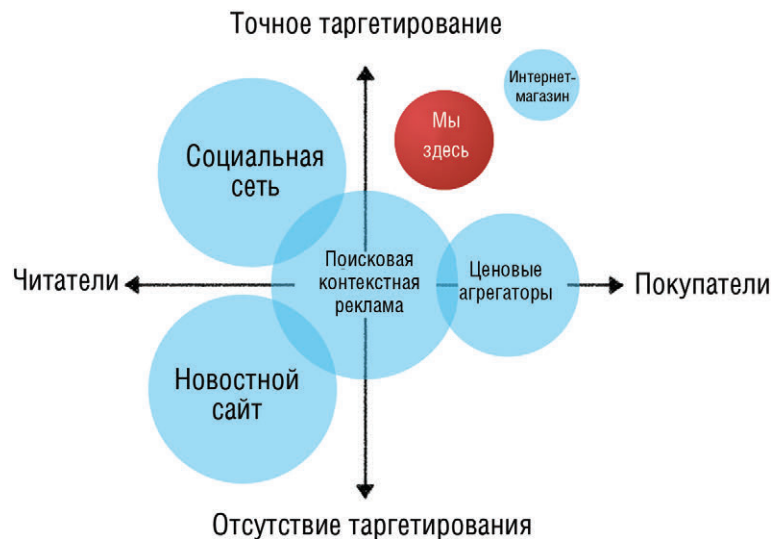 Точное таргетирование
Интернет-
магазин
Мы
здесь
Социальная
сеть
Читатели
Поисковая
контекстная
реклама
Ценовые
агрегаторы
Покупатели
Новостной
сайт
Отсутствие таргетирования